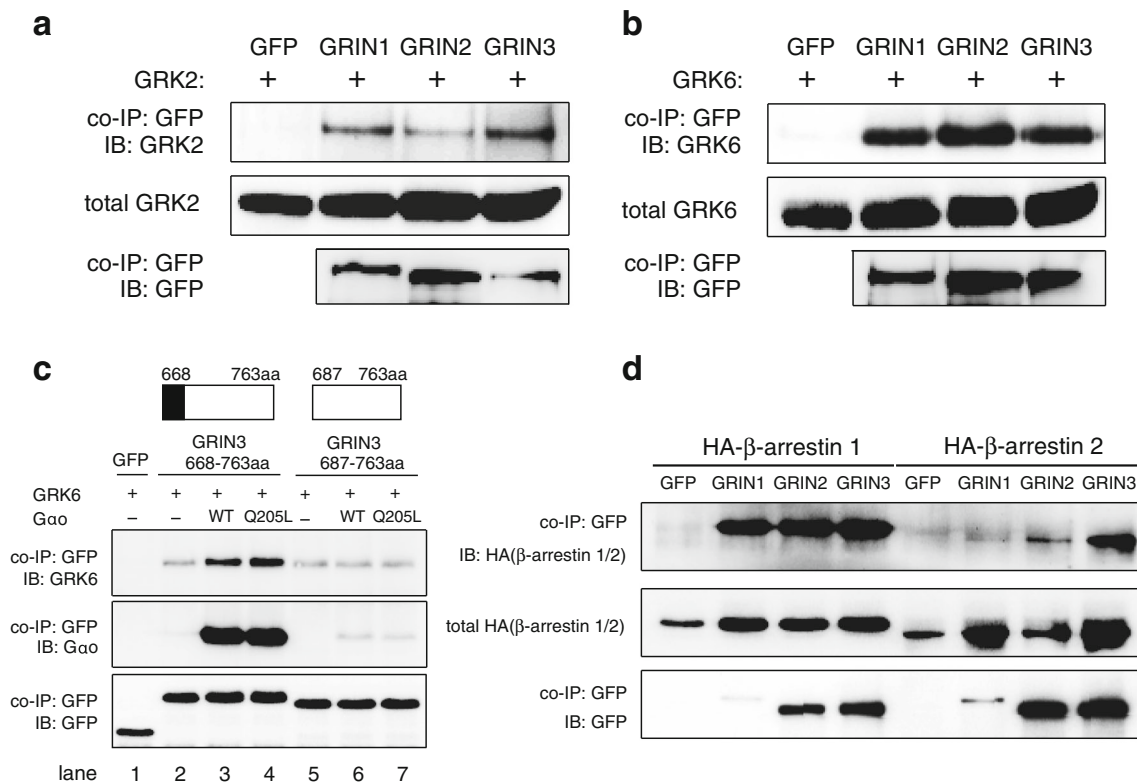 a
GFP GRIN1 GRIN2 GRIN3
GRK2: + + + +
co-IP: GFP
IB: GRK2
total GRK2
co-IP: GFP
IB: GFP
b
GFP GRIN1 GRIN2 GRIN3
GRK6: + + + +
co-IP: GFP
IB: GRK6
total GRK6
co-IP: GFP
IB: GFP
c
668 763aa 687 763aa
GFP GRIN3 668-763aa GRIN3 687-763aa
GRK6 + + + + + + +
Gαo – – WT Q205L – WT Q205L
co-IP: GFP
IB: GRK6
co-IP: GFP
IB: Gαo
co-IP: GFP
IB: GFP
lane 1 2 3 4 5 6 7
d
HA-β-arrestin 1 HA-β-arrestin 2
GFP GRIN1 GRIN2 GRIN3 GFP GRIN1 GRIN2 GRIN3
co-IP: GFP
IB: HA(β-arrestin 1/2)
total HA(β-arrestin 1/2)
co-IP: GFP
IB: GFP